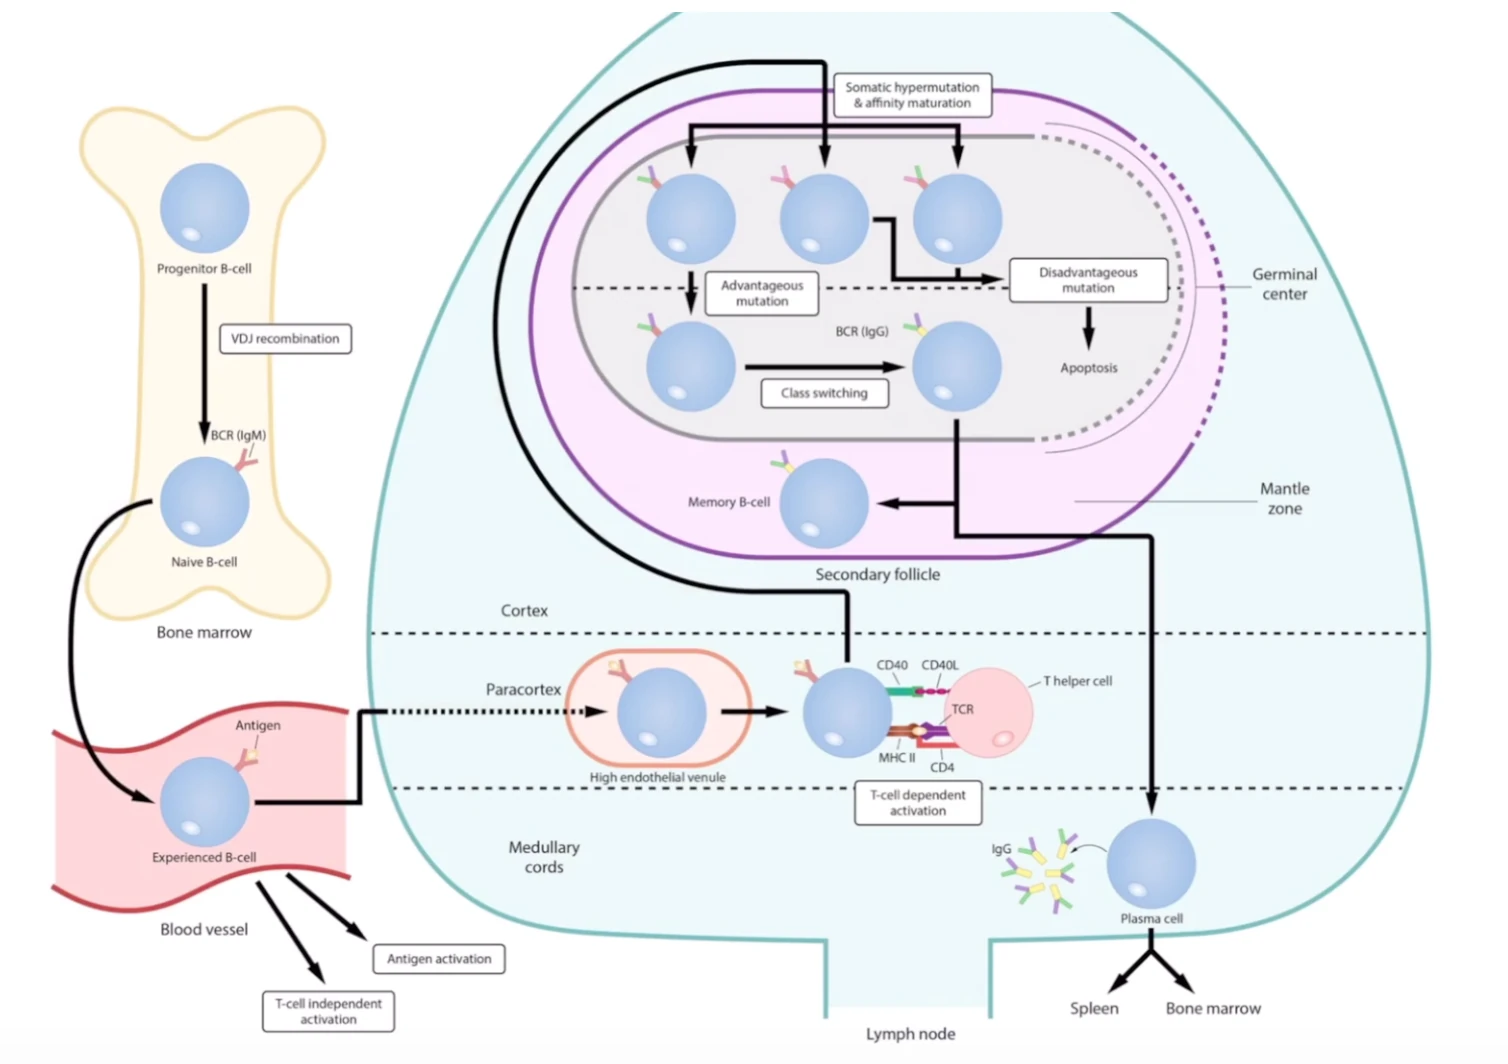 Somatic hypermutation
& affinity maturation
Progenitor B-cell
VDJ recombination
BCR (IgM)
Naive B-cell
Bone marrow
Advantageous
mutation
Disadvantageous
mutation
Germinal
center
BCR (IgG)
Class switching
Apoptosis
Memory B-cell
Mantle
zone
Secondary follicle
Cortex
Paracortex
High endothelial venule
CD40
CD40L
T helper cell
TCR
MHC II
CD4
T-cell dependent
activation
Antigen
Experienced B-cell
Blood vessel
Antigen activation
T-cell independent
activation
Medullary
cords
IgG
Plasma cell
Spleen
Bone marrow
Lymph node